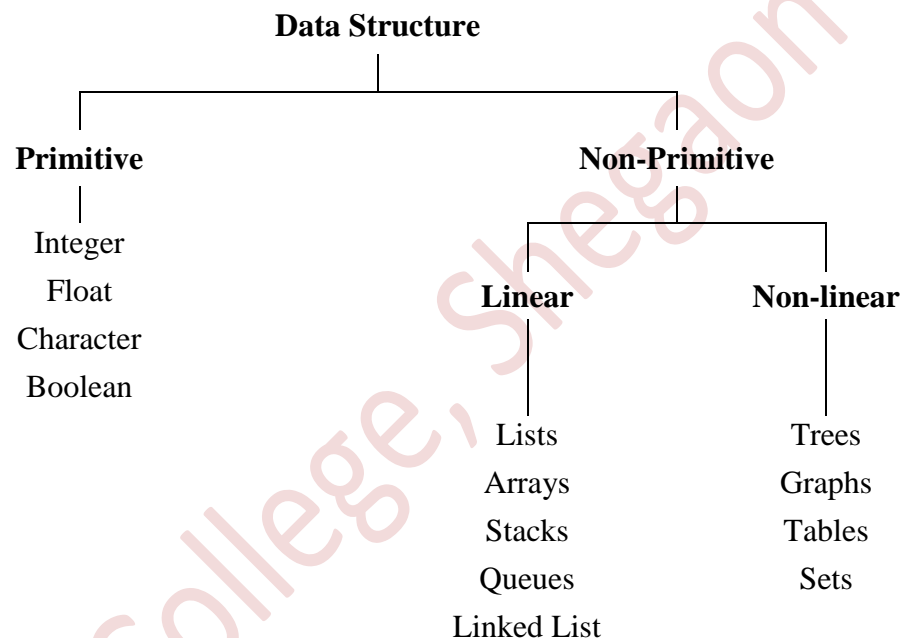 Data Structure
Primitive
Non-Primitive
Integer
Float
Character
Boolean
Linear
Non-linear
Lists
Arrays
Stacks
Queues
Linked List
Trees
Graphs
Tables
Sets
College, Shegaon